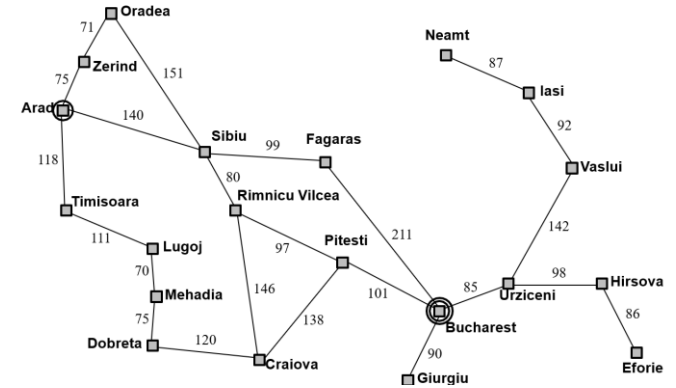 Oradea
71
Neamt
Zerind
87
75
151
Iasi
Arad
140
92
Sibiu
Fagaras
99
118
80
Vaslui
Timisoara
Rimnicu Vilcea
111
Lugoj
97
Pitesti
211
142
70
146
101
85
98
Hirsova
Mehadia
Urziceni
75
138
86
Bucharest
Dobreta
120
90
Craiova
Eforie
Giurgiu